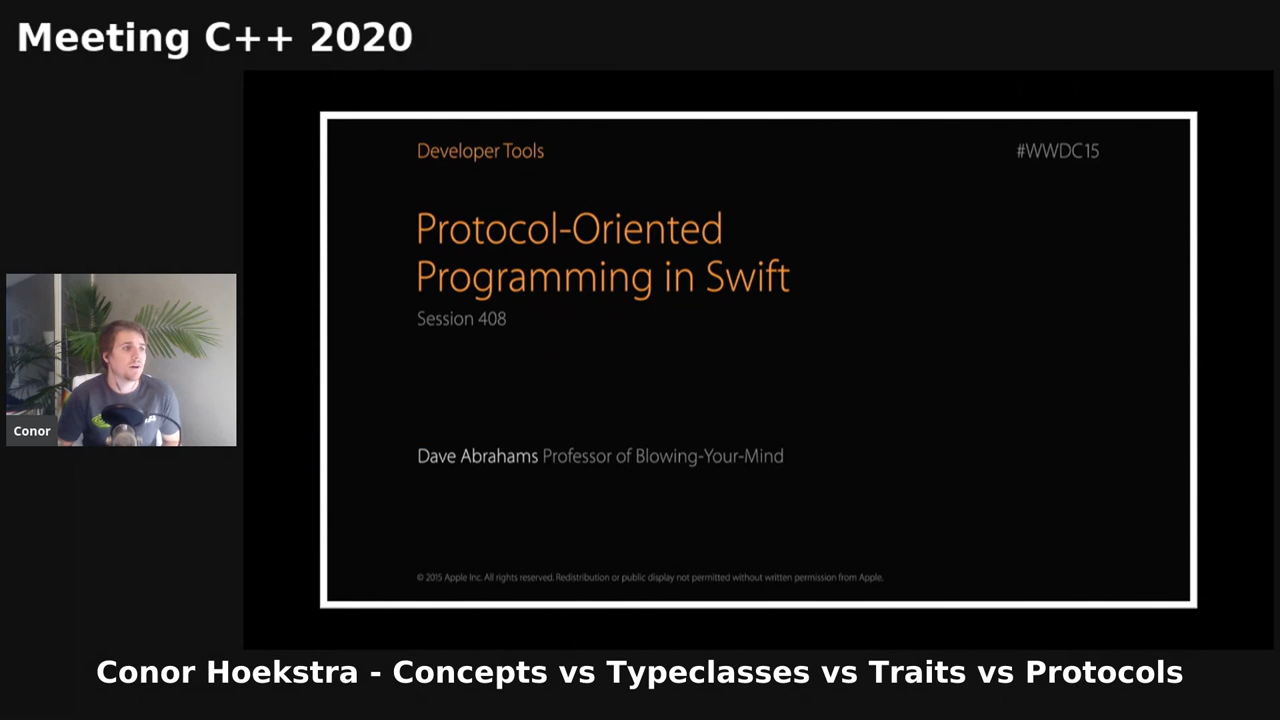 Meeting C++ 2020
Developer Tools
#WWDC15
Protocol-Oriented
Programming in Swift
Session 408
Conor
Dave Abrahams Professor of Blowing-Your-Mind
© 2015 Apple Inc. All rights reserved. Redistribution or public display not permitted without written permission from Apple.
Conor Hoekstra - Concepts vs Typeclasses vs Traits vs Protocols